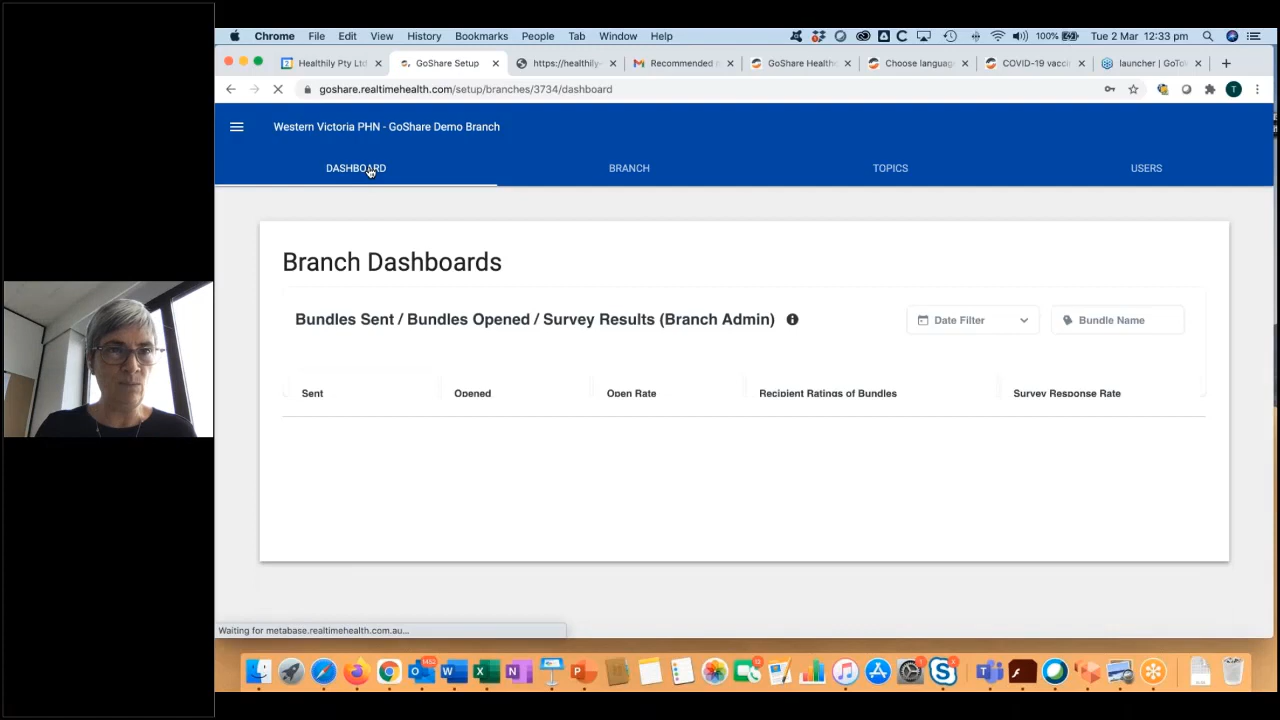 Chrome File Edit View History Bookmarks People Tab Window Help 100% Tue 2 Mar 12:33 pm
Healthily Pty Ltd GoShare Setup https://healthily- Recommended GoShare Health Choose languag COVID-19 vacci launcher | GoTo
goshare.realtimehealth.com/setup/branches/3734/dashboard T
Western Victoria PHN - GoShare Demo Branch
DASHBOARD BRANCH TOPICS USERS
Branch Dashboards
Bundles Sent / Bundles Opened / Survey Results (Branch Admin) Date Filter Bundle Name
Sent Opened Open Rate Recipient Ratings of Bundles Survey Response Rate
Waiting for metabase.realtimehealth.com.au...